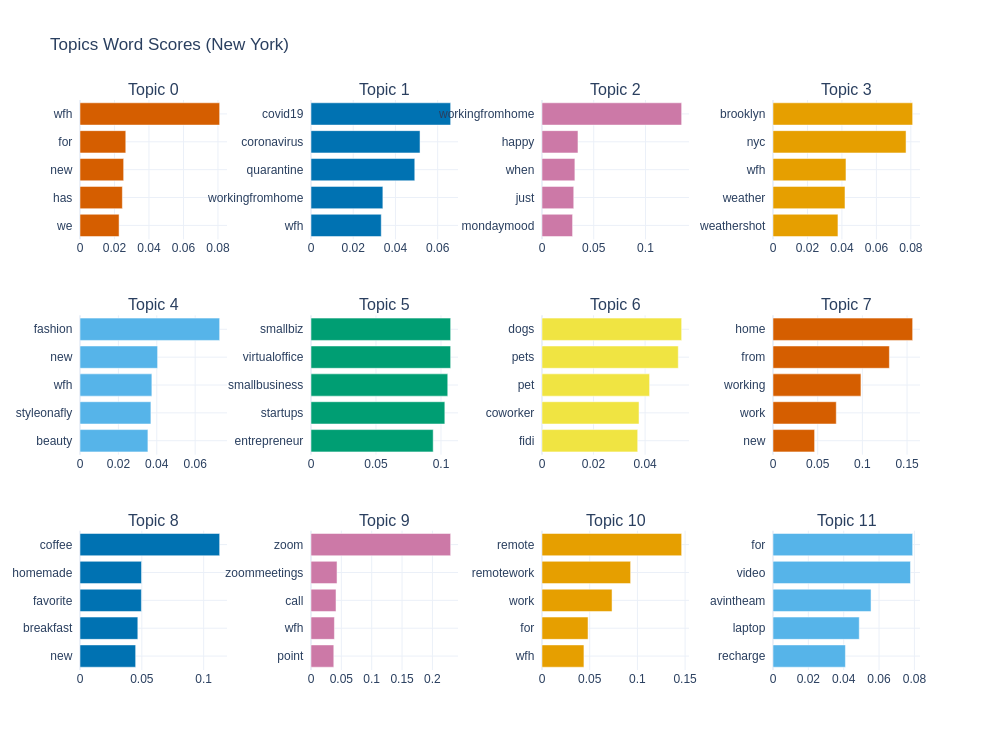 Topics Word Scores (New York)
Topic 0
wfh
for
new
has
we
0 0.02 0.04 0.06 0.08
Topic 1
covid19
coronavirus
quarantine
workingfromhome
wfh
0 0.02 0.04 0.06
Topic 2
workingfromhome
happy
when
just
mondaymood
0 0.05 0.1
Topic 3
brooklyn
nyc
wfh
weather
weathershot
0 0.02 0.04 0.06 0.08
Topic 4
fashion
new
wfh
styleonafly
beauty
0 0.02 0.04 0.06
Topic 5
smallbiz
virtualoffice
smallbusiness
startups
entrepreneur
0 0.05 0.1
Topic 6
dogs
pets
pet
coworker
fidi
0 0.02 0.04
Topic 7
home
from
working
work
new
0 0.05 0.1 0.15
Topic 8
coffee
homemade
favorite
breakfast
new
0 0.05 0.1
Topic 9
zoom
zoommeetings
call
wfh
point
0 0.05 0.1 0.15 0.2
Topic 10
remote
remotework
work
for
wfh
0 0.05 0.1 0.15
Topic 11
for
video
avintheam
laptop
recharge
0 0.02 0.04 0.06 0.08